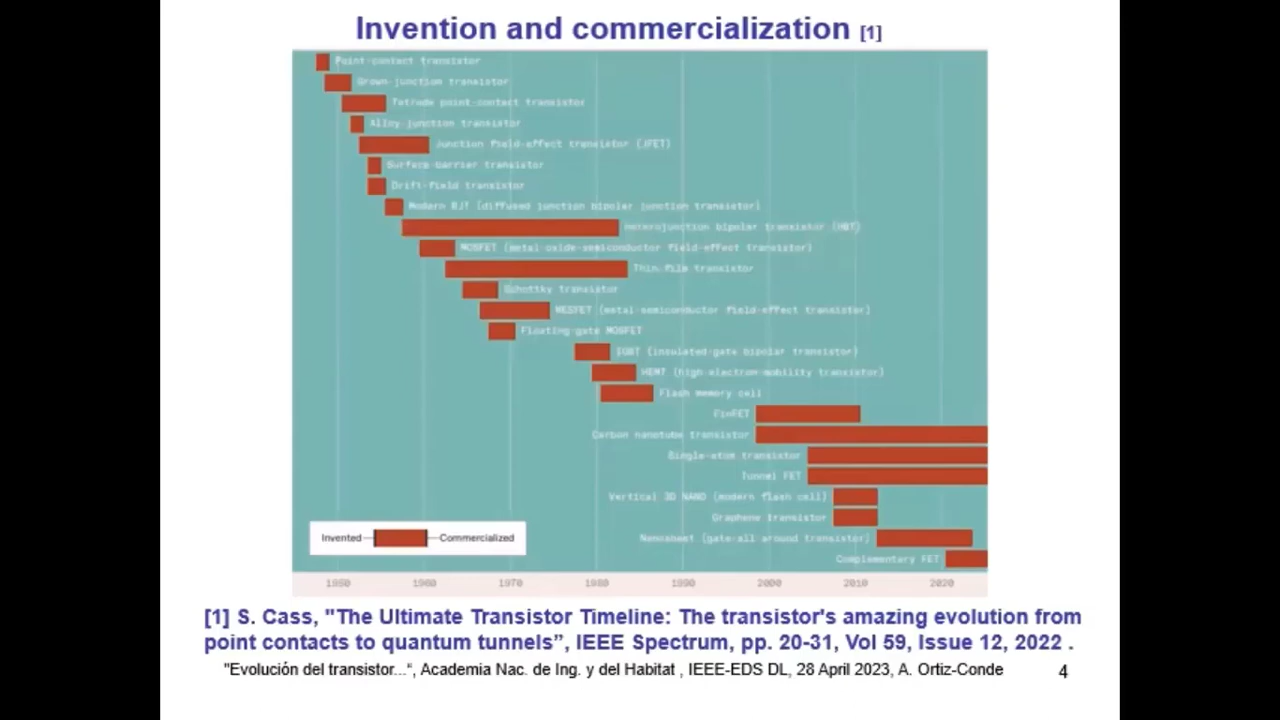 Invention and commercialization [1]
Point-contact transistor
Grown-junction transistor
Tetrode point-contact transistor
Alloy-junction transistor
Junction field-effect transistor (JFET)
Surface-barrier transistor
Drift-field transistor
Modern BJT (diffused junction bipolar junction transistor)
Heterojunction bipolar transistor (HBT)
MOSFET (metal-oxide-semiconductor field-effect transistor)
Thin-film transistor
Schottky transistor
MESFET (metal-semiconductor field-effect transistor)
Floating-gate MOSFET
IGBT (insulated-gate bipolar transistor)
HEMT (high-electron-mobility transistor)
Flash memory cell
FinFET
Carbon nanotube transistor
Single-atom transistor
Tunnel FET
Vertical 3D NAND (modern flash cell)
Graphene transistor
Nanosheet (gate-all-around transistor)
Invented Commercialized
Complementary FET
1950 1960 1970 1980 1990 2000 2010 2020
[1] S. Cass, "The Ultimate Transistor Timeline: The transistor's amazing evolution from
point contacts to quantum tunnels”, IEEE Spectrum, pp. 20-31, Vol 59, Issue 12, 2022 .
"Evolución del transistor...“, Academia Nac. de Ing. y del Habitat , IEEE-EDS DL, 28 April 2023, A. Ortiz-Conde 4